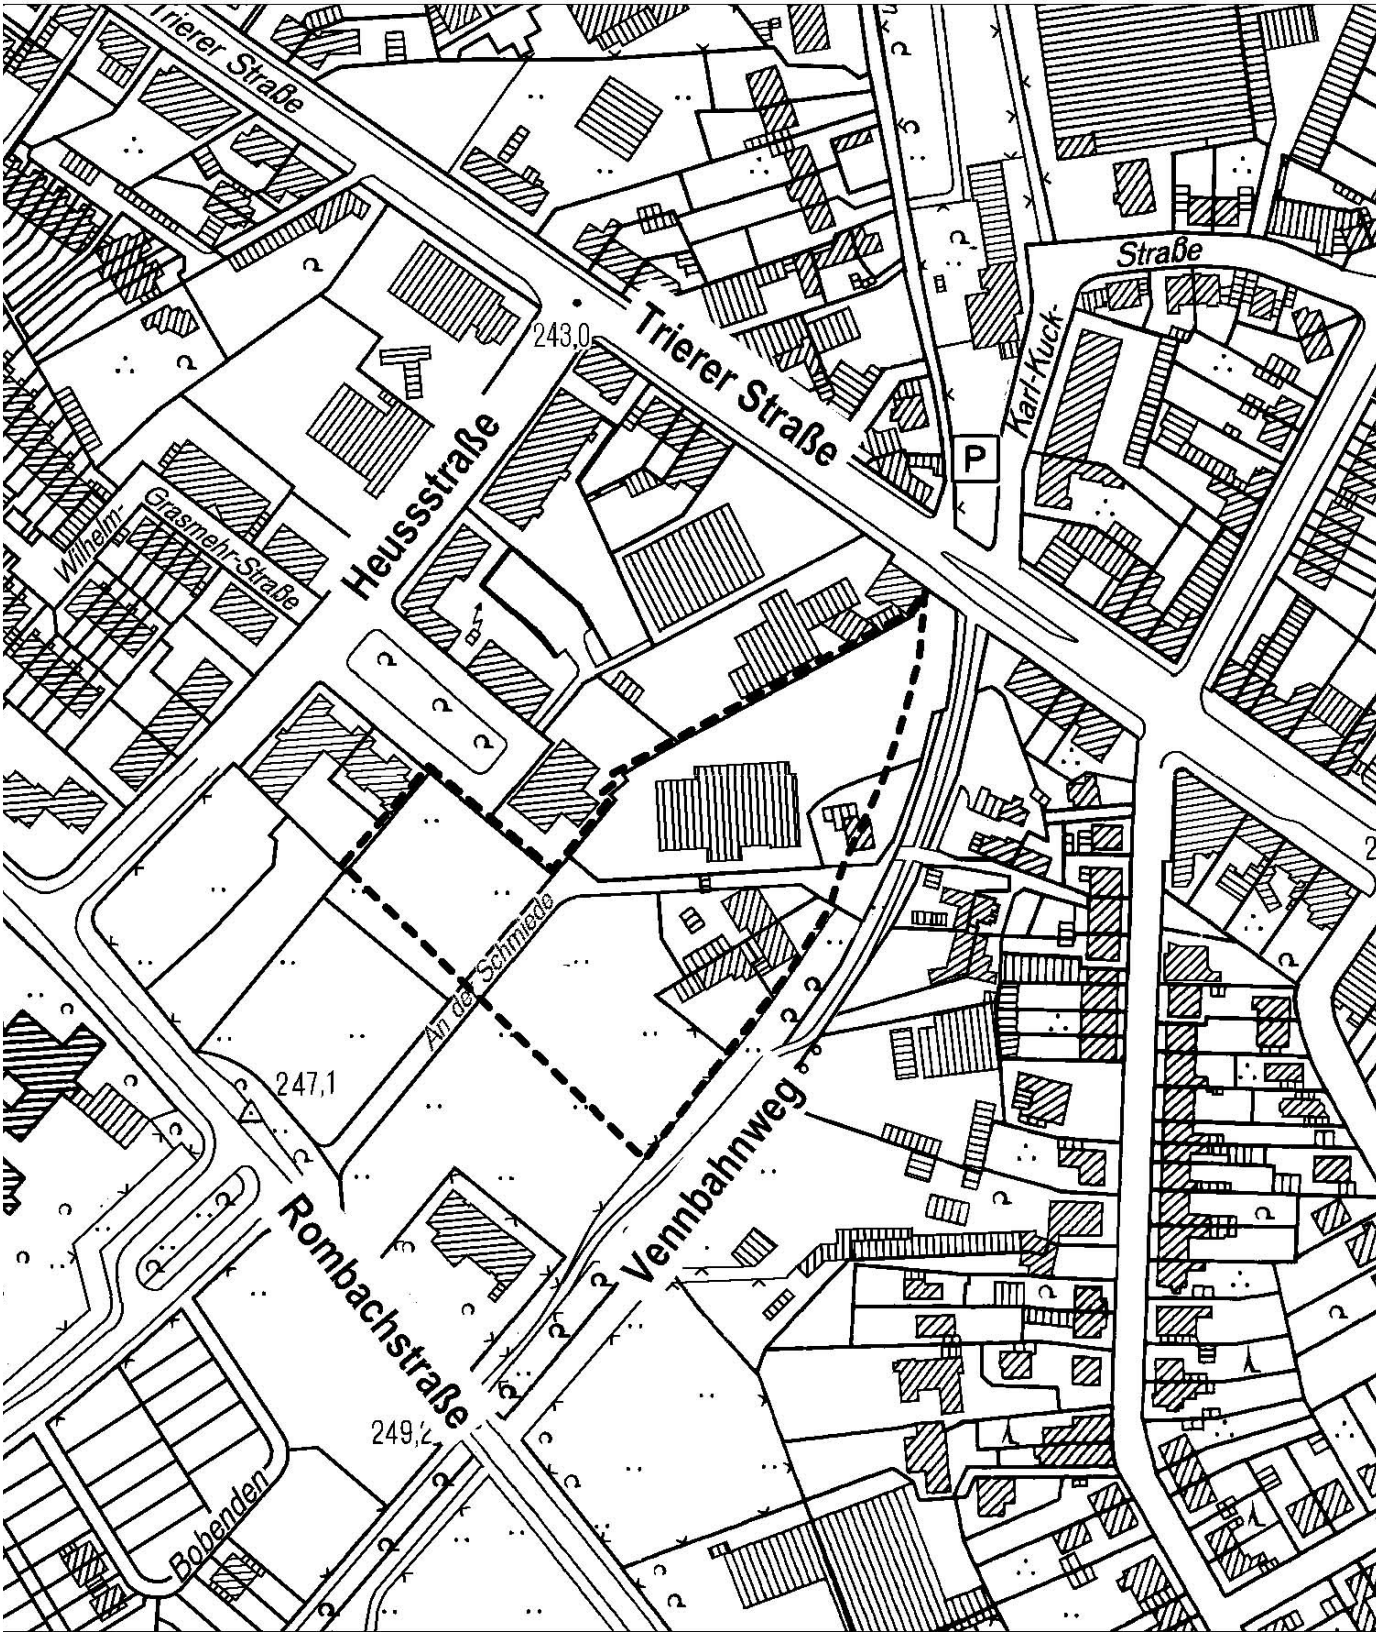 Trierer Straße
Straße
243,0
Trierer Straße
Karl-Kuck-
P
Heussstraße
Wilhelm-
Grasmehr-Straße
An der Schmiede
247,1
Vennbahnweg
Rombachstraße
249,2
Bobenden